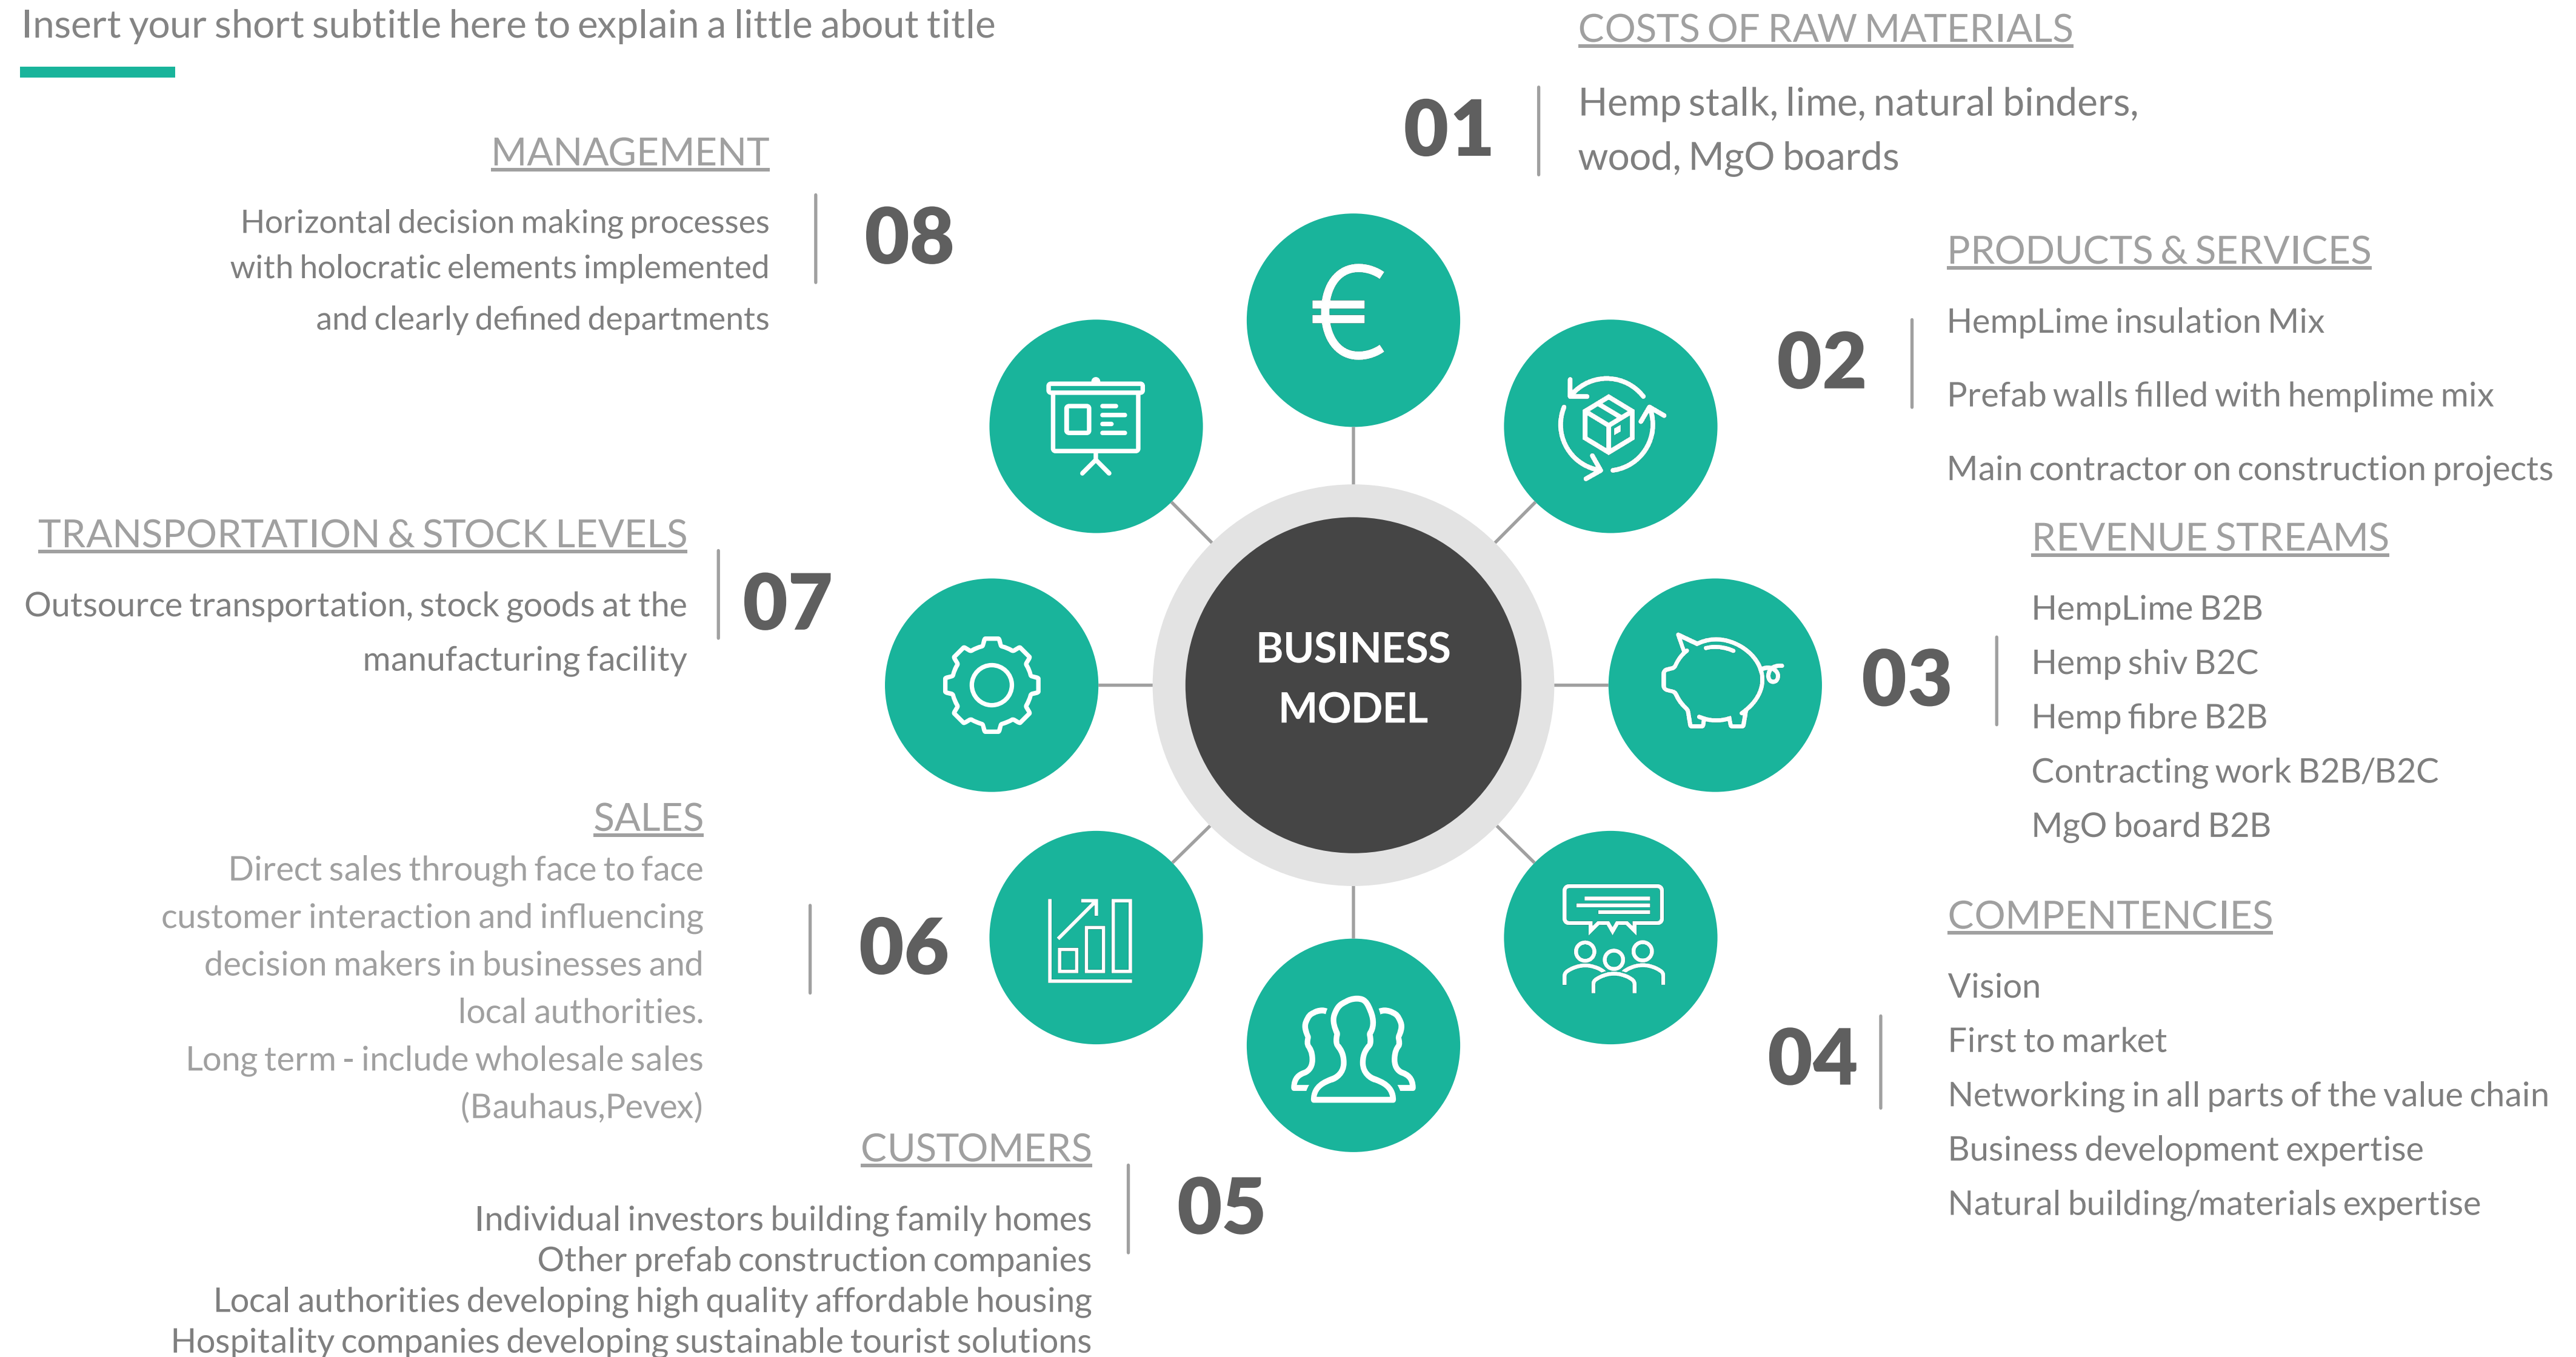 Insert your short subtitle here to explain a little about title
COSTS OF RAW MATERIALS
01
Hemp stalk, lime, natural binders,
wood, MgO boards
PRODUCTS & SERVICES
02
HempLime insulation Mix
Prefab walls filled with hemplime mix
Main contractor on construction projects
REVENUE STREAMS
03
HempLime B2B
Hemp shiv B2C
Hemp fibre B2B
Contracting work B2B/B2C
MgO board B2B
COMPENTENCIES
04
Vision
First to market
Networking in all parts of the value chain
Business development expertise
Natural building/materials expertise
CUSTOMERS
05
Individual investors building family homes
Other prefab construction companies
Local authorities developing high quality affordable housing
Hospitality companies developing sustainable tourist solutions
SALES
06
Direct sales through face to face
customer interaction and influencing
decision makers in businesses and
local authorities.
Long term - include wholesale sales
(Bauhaus,Pevex)
TRANSPORTATION & STOCK LEVELS
07
Outsource transportation, stock goods at the
manufacturing facility
MANAGEMENT
08
Horizontal decision making processes
with holocratic elements implemented
and clearly defined departments
€
BUSINESS
MODEL